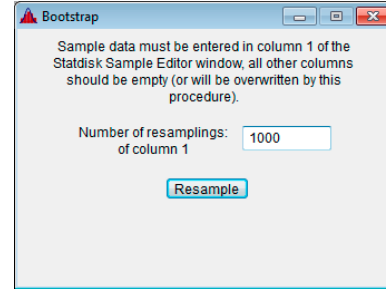 Bootstrap
Sample data must be entered in column 1 of the
Statdisk Sample Editor window, all other columns
should be empty (or will be overwritten by this
procedure).
Number of resamplings: 1000
of column 1
Resample